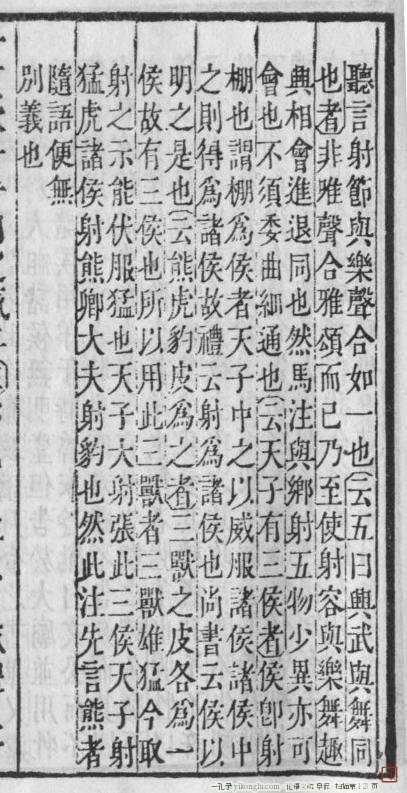 聽言射節與樂聲合如一也云五曰興武與舞同
也者非唯聲合雅頌而已乃至使射容與樂舞趣
興相會進退同也然馬注與鄉射五物少異亦可
會也不須委曲細通也云天子有三侯者侯卽射
棚也謂棚爲侯者天子中之以威服諸侯諸侯中
之則得爲諸侯故禮云射爲諸侯也尚書云侯以
明之是也云熊虎豹皮爲之者三獸之皮各爲一
侯故有三侯也所以用此三獸者三獸雄猛今取
射之示能伏服猛也天子大射張此三侯天子射
猛虎諸侯射熊卿大夫射豹也然此注先言熊者
隨語便無
別義也